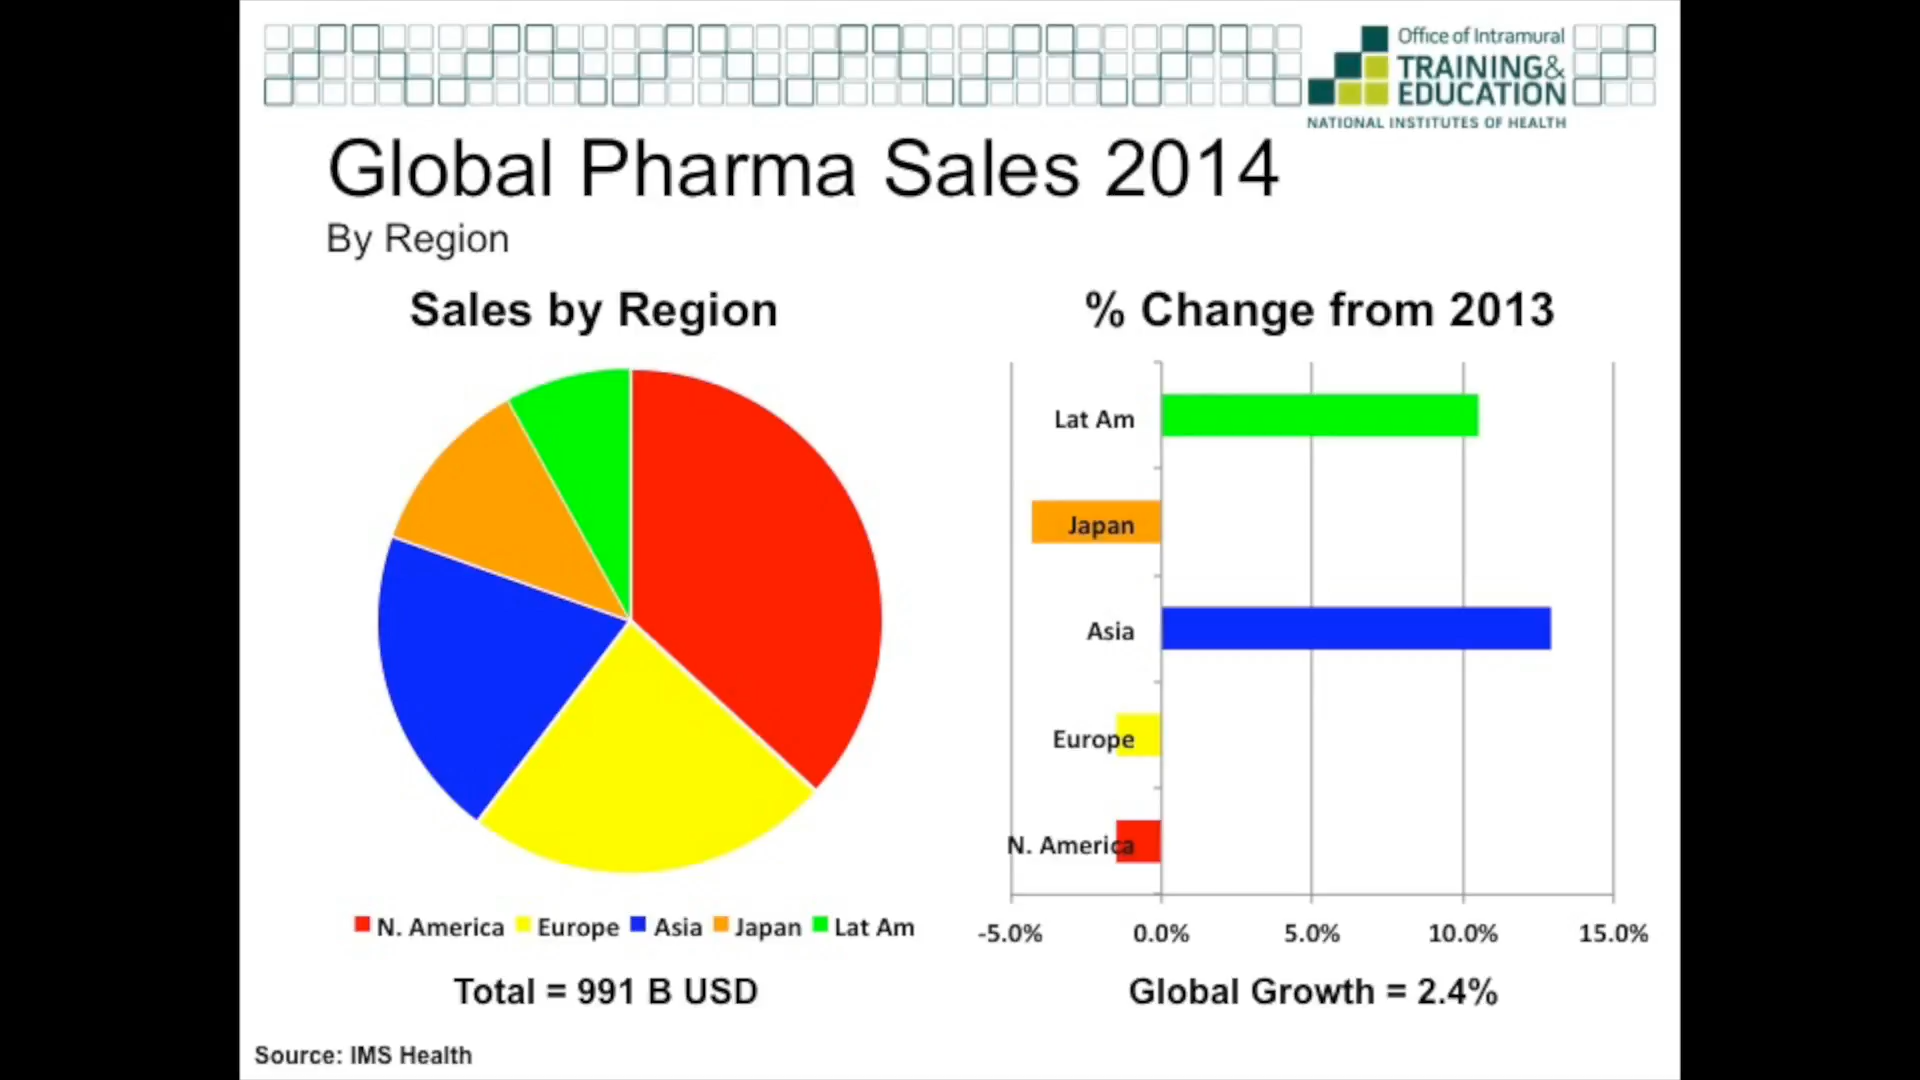 Office of Intramural
TRAINING&
EDUCATION
NATIONAL INSTITUTES OF HEALTH
Global Pharma Sales 2014
By Region
Sales by Region
N. America Europe Asia Japan Lat Am
Total = 991 B USD
% Change from 2013
Lat Am
Japan
Asia
Europe
N. America
-5.0% 0.0% 5.0% 10.0% 15.0%
Global Growth = 2.4%
Source: IMS Health